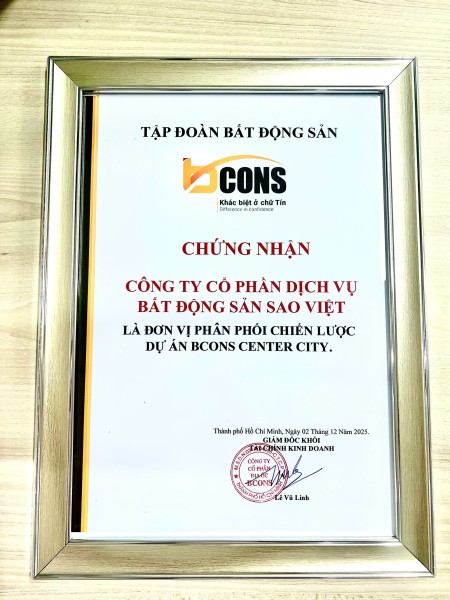 TẬP ĐOÀN BẤT ĐỘNG SẢN
bCONS
Khác biệt ở chữ Tín
Difference in confidence
CHỨNG NHẬN
CÔNG TY CỔ PHẦN DỊCH VỤ
BẤT ĐỘNG SẢN SAO VIỆT
LÀ ĐƠN VỊ PHÂN PHỐI CHIẾN LƯỢC
DỰ ÁN BCONS CENTER CITY.
Thành phố Hồ Chí Minh, Ngày 02 Tháng 12 Năm 2025.
GIÁM ĐỐC KHỐI
TÀI CHÍNH KINH DOANH
CÔNG TY
CỔ PHẦN
ĐỊA ỐC
BCONS
Lê Vũ Linh